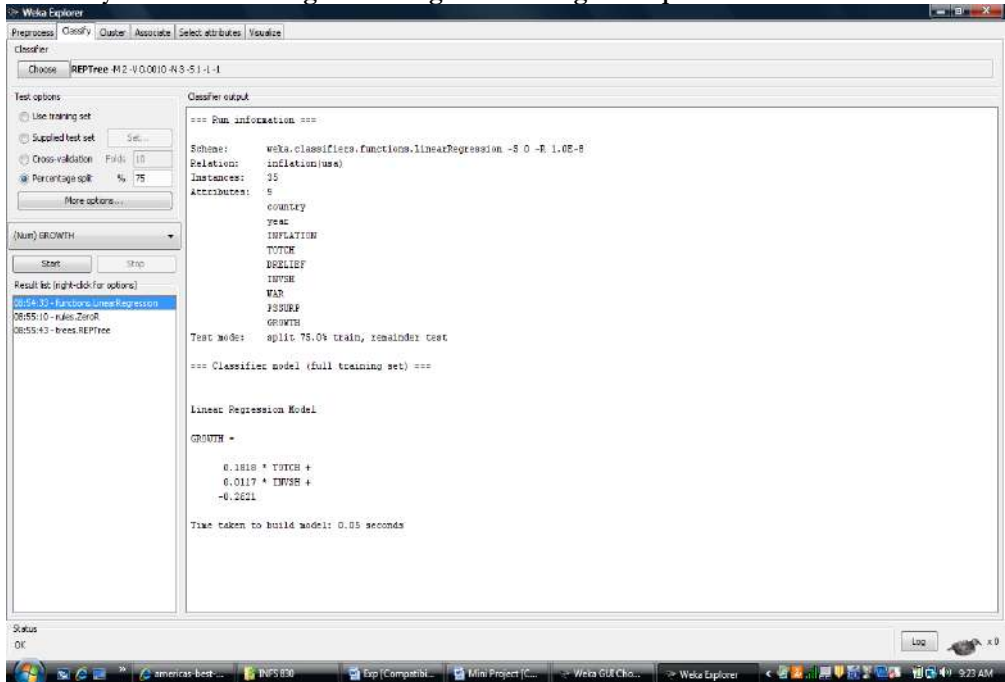 Weka Explorer
Preprocess Classify Cluster Associate Select attributes Visualize
Classifier
Choose REPTree -M 2 -V 0.0010 -N 3 -S 1 -L -1
Test options
Classifier output
Use training set
Supplied test set Set...
Cross-validation Folds 10
Percentage split % 75
More options...
(Num) GROWTH
Start Stop
Result list (right-click for options)
08:54:33 - functions.LinearRegression
08:55:10 - rules.ZeroR
08:55:43 - trees.REPTree
=== Run information ===
Scheme: weka.classifiers.functions.linearRegression -S 0 -R 1.0E-8
Relation: inflation(usa)
Instances: 35
Attributes: 9
country
year
INFLATION
TOTCH
DRELIEF
INVSH
WAR
PSSURP
GROWTH
Test mode: split 75.0% train, remainder test
=== Classifier model (full training set) ===
Linear Regression Model
GROWTH =
0.1818 * TOTCH +
0.0117 * INVSH +
-0.2621
Time taken to build model: 0.05 seconds
Status
OK
Log x 0
americas-best-... INFS 830 Exp [Compatibi... Mini Project [C... Weka GUI Cho... Weka Explorer 9:23 AM